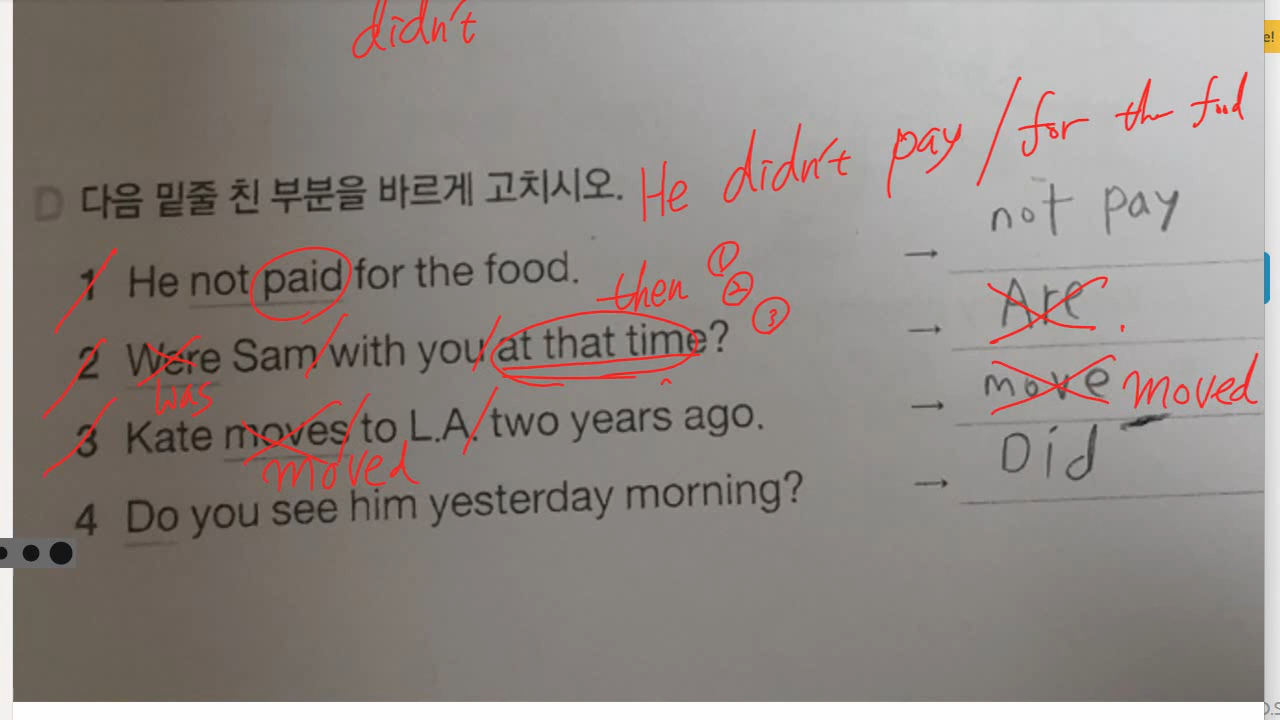 didn't
He didn't pay / for the food
D 다음 밑줄 친 부분을 바르게 고치시오.
1 He not paid for the food. → not pay
then ① ② ③
2 Were Sam with you at that time? → Are
was
3 Kate moves to L.A. two years ago. → move moved
moved
4 Do you see him yesterday morning? → Did
e!